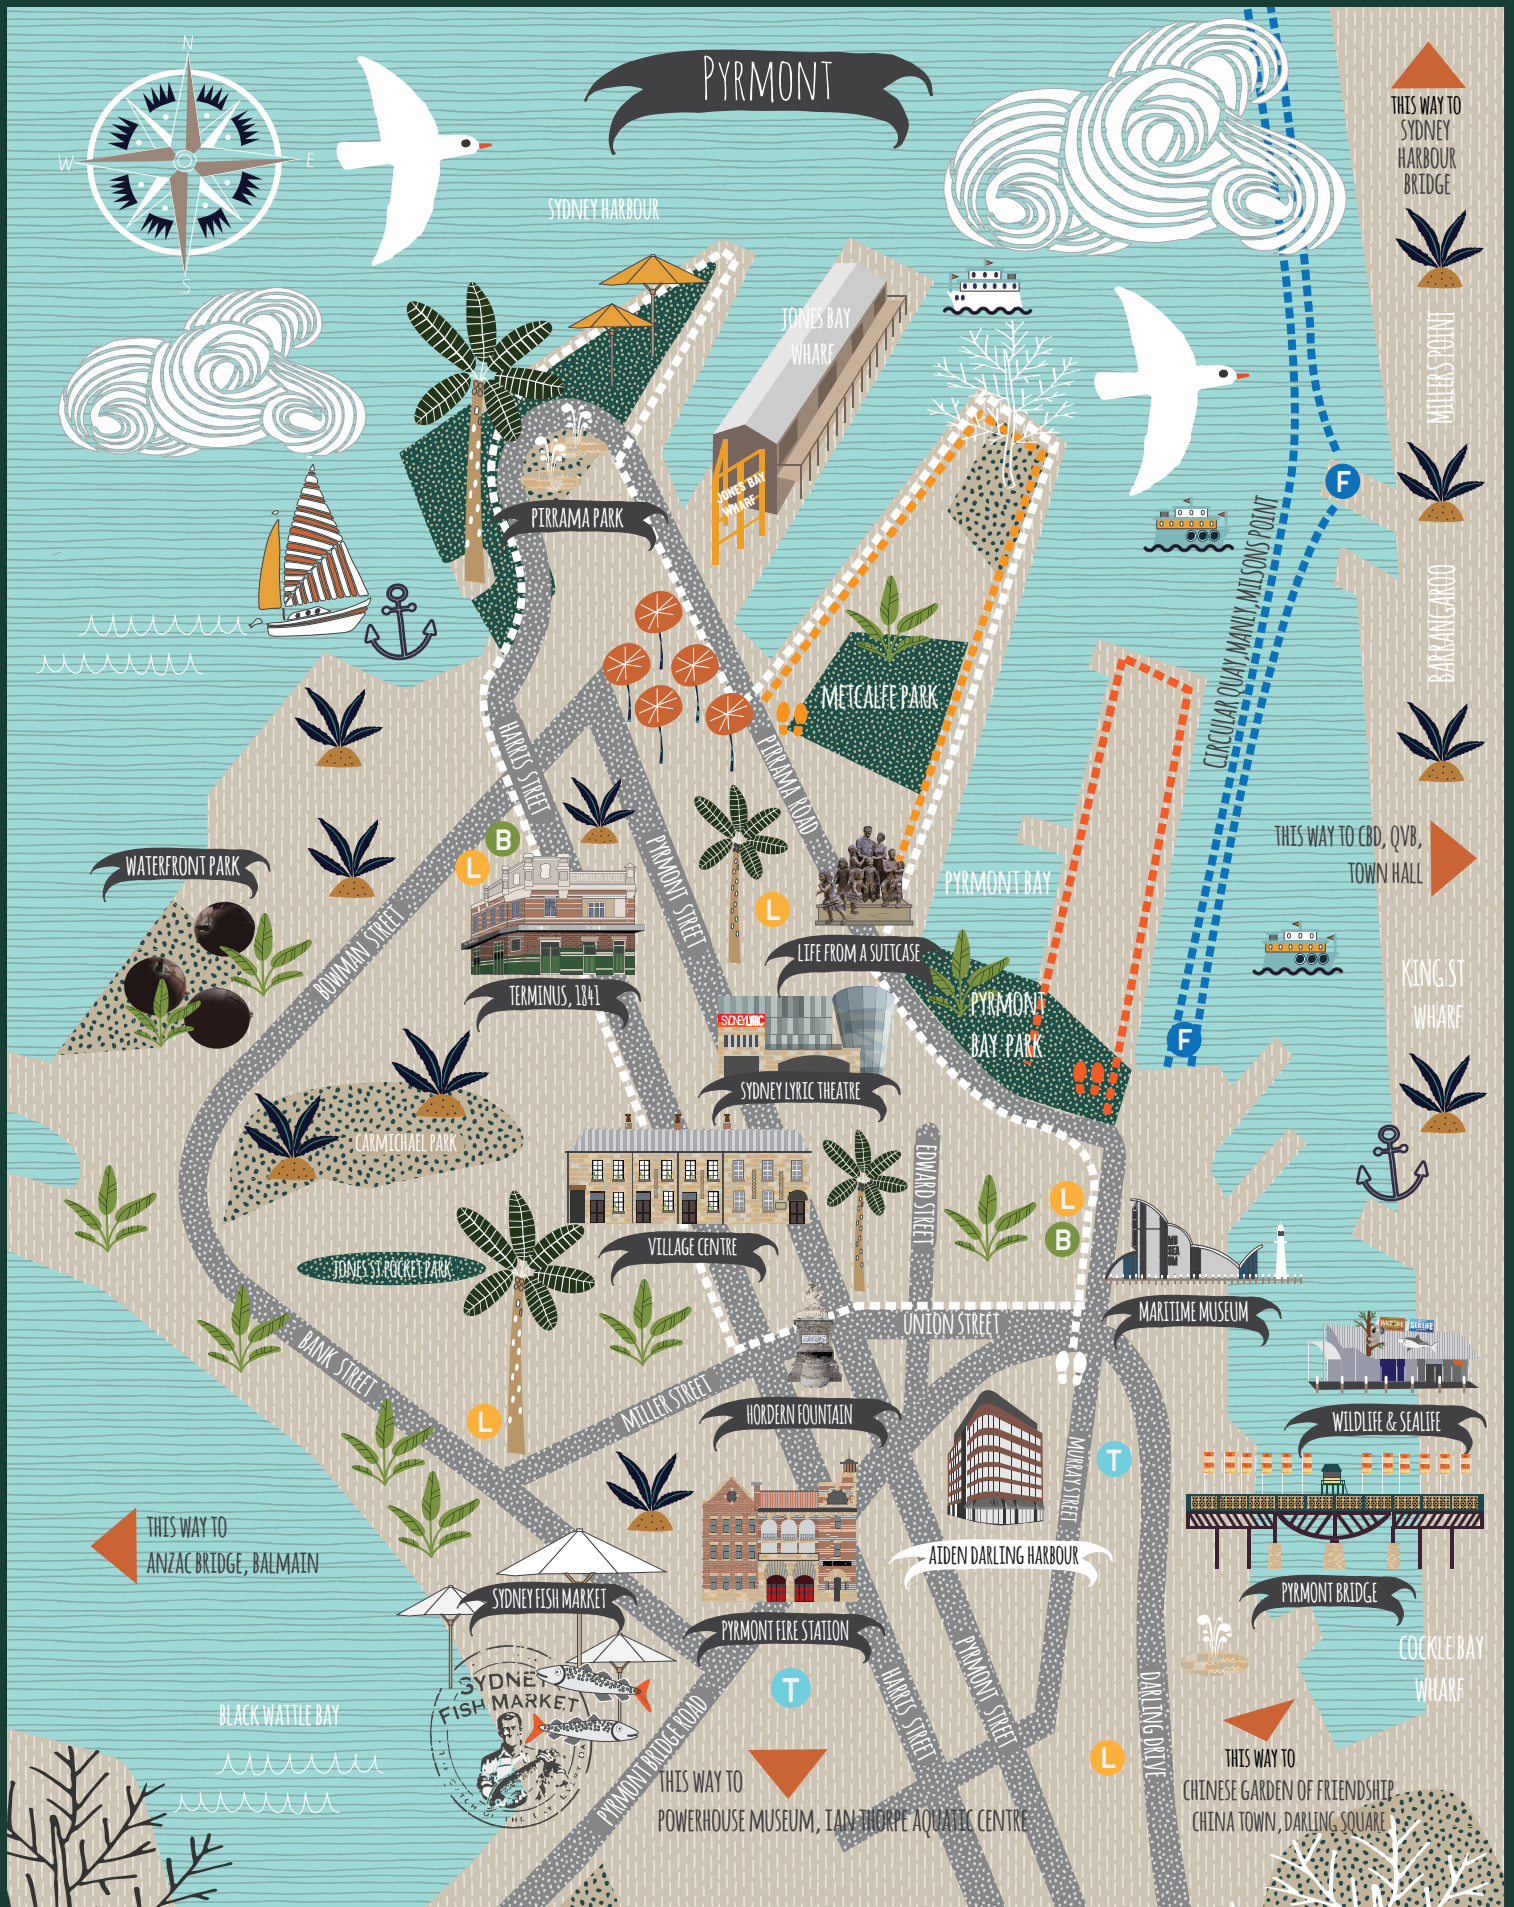 N
PYRMONT
W
E
S
THIS WAY TO
SYDNEY
HARBOUR
BRIDGE
SYDNEY HARBOUR
JONES BAY
WHARF
MILLERS POINT
JONES BAY
WHARF
F
PIRRAMA PARK
CIRCULAR QUAY, MANLY, MILSONS POINT
BARRANGAROO
METCALFE PARK
HARRIS STREET
PIRRAMA ROAD
B
L
THIS WAY TO CBD, QVB,
TOWN HALL
WATERFRONT PARK
PYRMONT STREET
TERMINUS HOTEL
PYRMONT BAY
L
BOWMAN STREET
LIFE FROM A SUITCASE
TERMINUS, 1841
KING ST
WHARF
PYRMONT
BAY PARK
SYDNEY LYRIC
F
SYDNEY LYRIC THEATRE
CARMICHAEL PARK
EDWARD STREET
L
B
VILLAGE CENTRE
JONES ST POCKET PARK
MARITIME MUSEUM
UNION STREET
WILDLIFE
SEALIFE
BANK STREET
MILLER STREET
HORDERN FOUNTAIN
WILDLIFE & SEALIFE
L
MURRAY STREET
T
THIS WAY TO
ANZAC BRIDGE, BALMAIN
AIDEN DARLING HARBOUR
SYDNEY FISH MARKET
PYRMONT BRIDGE
PYRMONT FIRE STATION
COCKLE BAY
WHARF
SYDNEY
FISH MARKET
T
HARRIS STREET
PYRMONT STREET
DARLING DRIVE
BLACK WATTLE BAY
PYRMONT BRIDGE ROAD
L
THIS WAY TO
POWERHOUSE MUSEUM, IAN THORPE AQUATIC CENTRE
THIS WAY TO
CHINESE GARDEN OF FRIENDSHIP,
CHINA TOWN, DARLING SQUARE